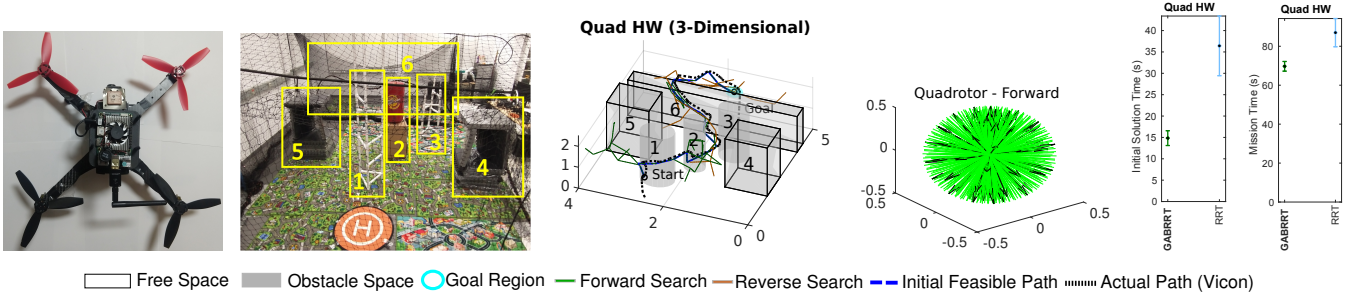 6
5
3
2
4
1
H
Quad HW (3-Dimensional)
Goal
6
5
3
1
2
4
Start
2
1
0
4
2
0
0
5
Quadrotor - Forward
0.5
0
-0.5
0
-0.5
-0.5
0
0.5
Quad HW
Initial Solution Time (s)
40
35
30
25
20
15
10
5
0
GABRRT
RRT
Quad HW
Mission Time (s)
80
60
40
20
0
GABRRT
RRT
Free Space
Obstacle Space
Goal Region
Forward Search
Reverse Search
Initial Feasible Path
Actual Path (Vicon)